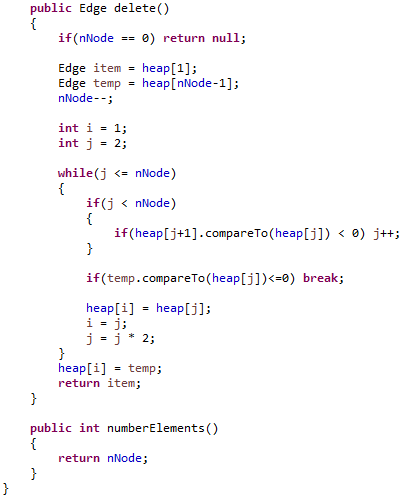 public Edge delete()
{
if(nNode == 0) return null;
Edge item = heap[1];
Edge temp = heap[nNode-1];
nNode--;
int i = 1;
int j = 2;
while(j <= nNode)
{
if(j < nNode)
{
if(heap[j+1].compareTo(heap[j]) < 0) j++;
}
if(temp.compareTo(heap[j])<=0) break;
heap[i] = heap[j];
i = j;
j = j * 2;
}
heap[i] = temp;
return item;
}
public int numberElements()
{
return nNode;
}
}